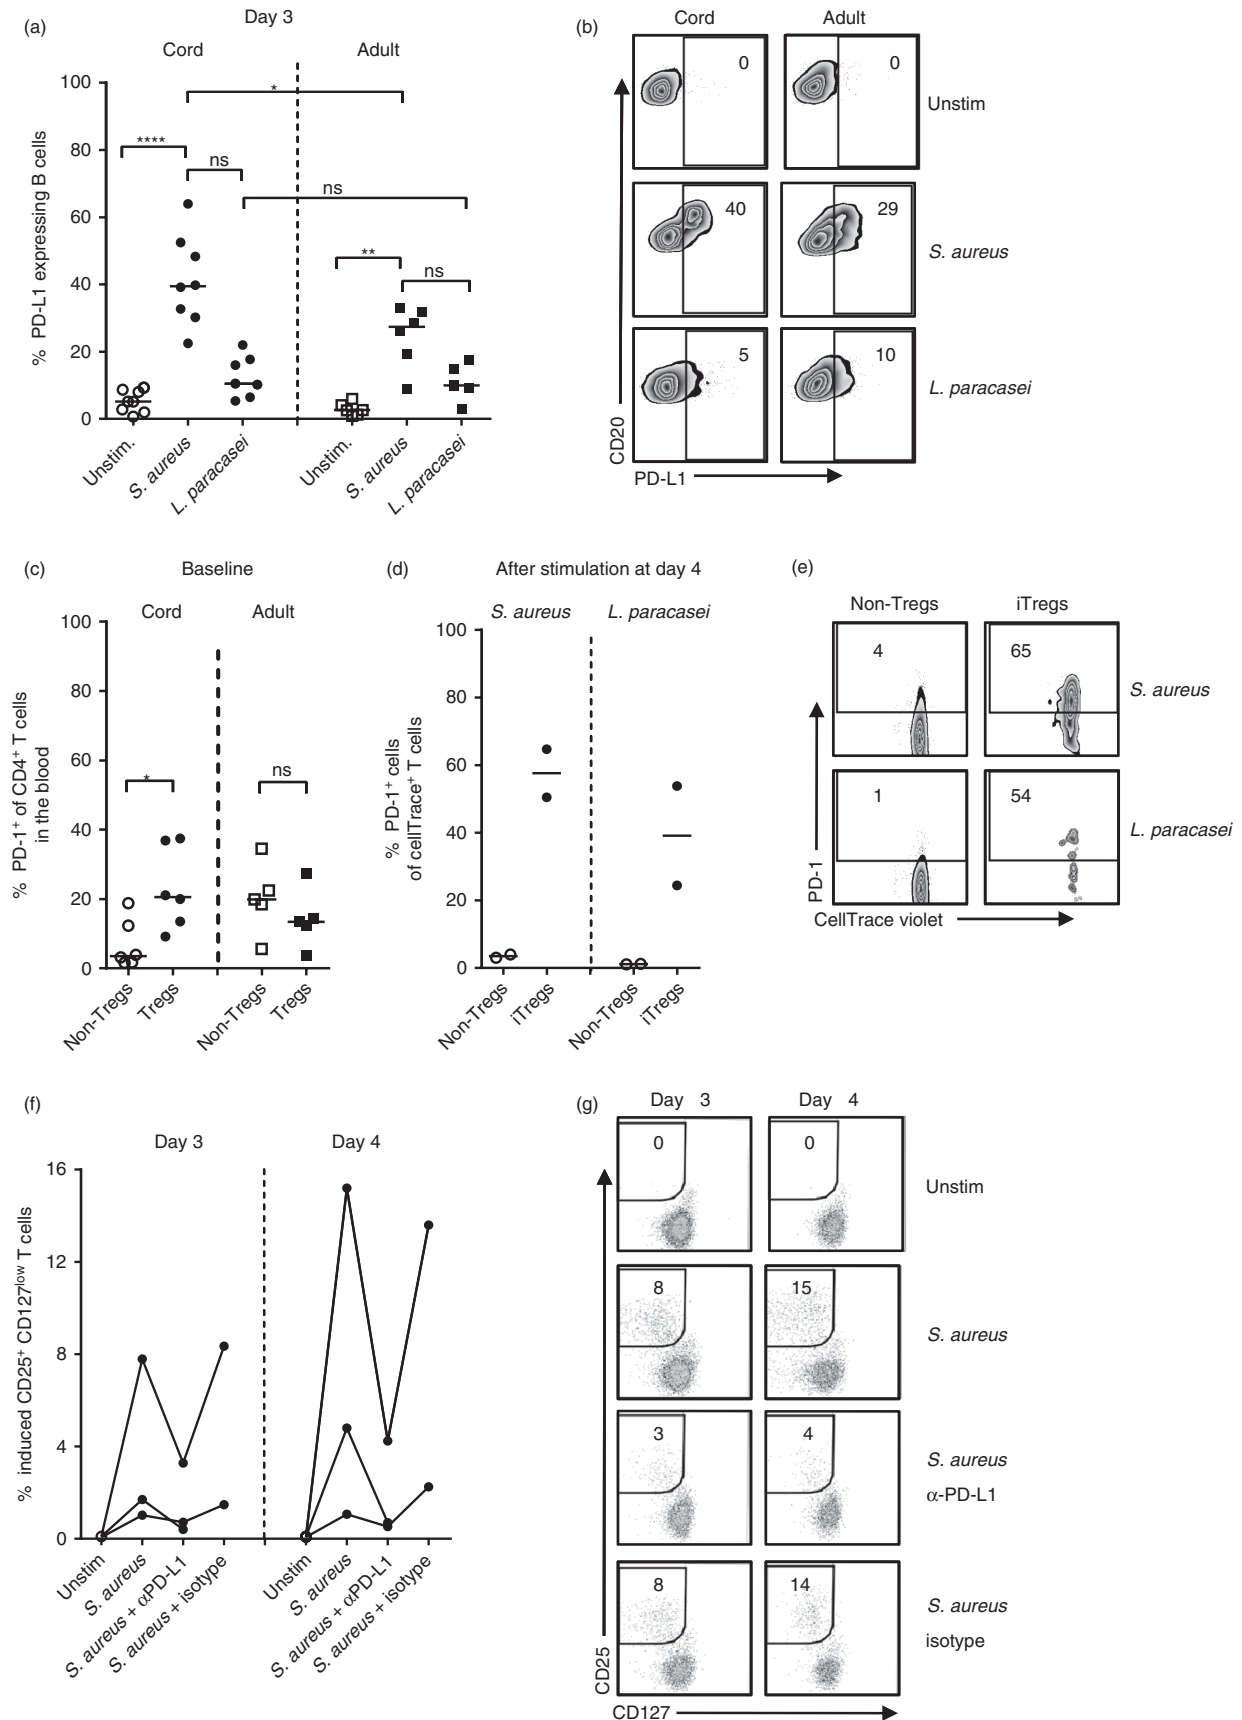 (a)
Day 3
Cord
Adult
% PD-L1 expressing B cells
100
80
60
40
20
0
****
ns
*
ns
**
ns
Unstim.
S. aureus
L. paracasei
Unstim.
S. aureus
L. paracasei
(b)
Cord
Adult
0
0
Unstim
40
29
S. aureus
5
10
L. paracasei
CD20
PD-L1
(c)
Baseline
Cord
Adult
% PD-1⁺ of CD4⁺ T cells
in the blood
100
80
60
40
20
0
*
ns
Non-Tregs
Tregs
Non-Tregs
Tregs
(d)
After stimulation at day 4
S. aureus
L. paracasei
% PD-1⁺ cells
of cellTrace⁺ T cells
100
80
60
40
20
0
Non-Tregs
iTregs
Non-Tregs
iTregs
(e)
Non-Tregs
iTregs
4
65
S. aureus
1
54
L. paracasei
PD-1
CellTrace violet
(f)
Day 3
Day 4
% induced CD25⁺ CD127ˡᵒʷ T cells
16
12
8
4
0
Unstim
S. aureus
S. aureus + αPD-L1
S. aureus + isotype
Unstim
S. aureus
S. aureus + αPD-L1
S. aureus + isotype
(g)
Day 3
Day 4
0
0
Unstim
8
15
S. aureus
3
4
S. aureus
α-PD-L1
8
14
S. aureus
isotype
CD25
CD127